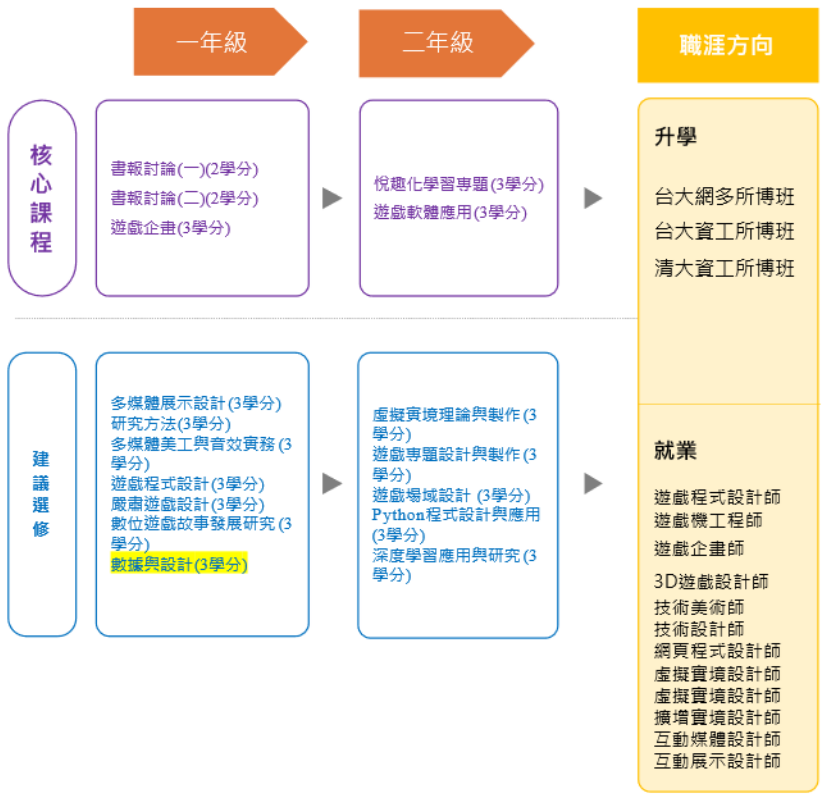 一年級
二年級
職涯方向
核
心
課
程
書報討論(一)(2學分)
書報討論(二)(2學分)
遊戲企畫(3學分)
悅趣化學習專題(3學分)
遊戲軟體應用(3學分)
升學
台大網多所博班
台大資工所博班
清大資工所博班
建
議
選
修
多媒體展示設計(3學分)
研究方法(3學分)
多媒體美工與音效實務(3
學分)
遊戲程式設計(3學分)
嚴肅遊戲設計(3學分)
數位遊戲故事發展研究(3
學分)
數據與設計(3學分)
虛擬實境理論與製作(3
學分)
遊戲專題設計與製作(3
學分)
遊戲場域設計 (3學分)
Python程式設計與應用
(3學分)
深度學習應用與研究(3
學分)
就業
遊戲程式設計師
遊戲機工程師
遊戲企畫師
3D遊戲設計師
技術美術師
技術設計師
網頁程式設計師
虛擬實境設計師
虛擬實境設計師
擴增實境設計師
互動媒體設計師
互動展示設計師